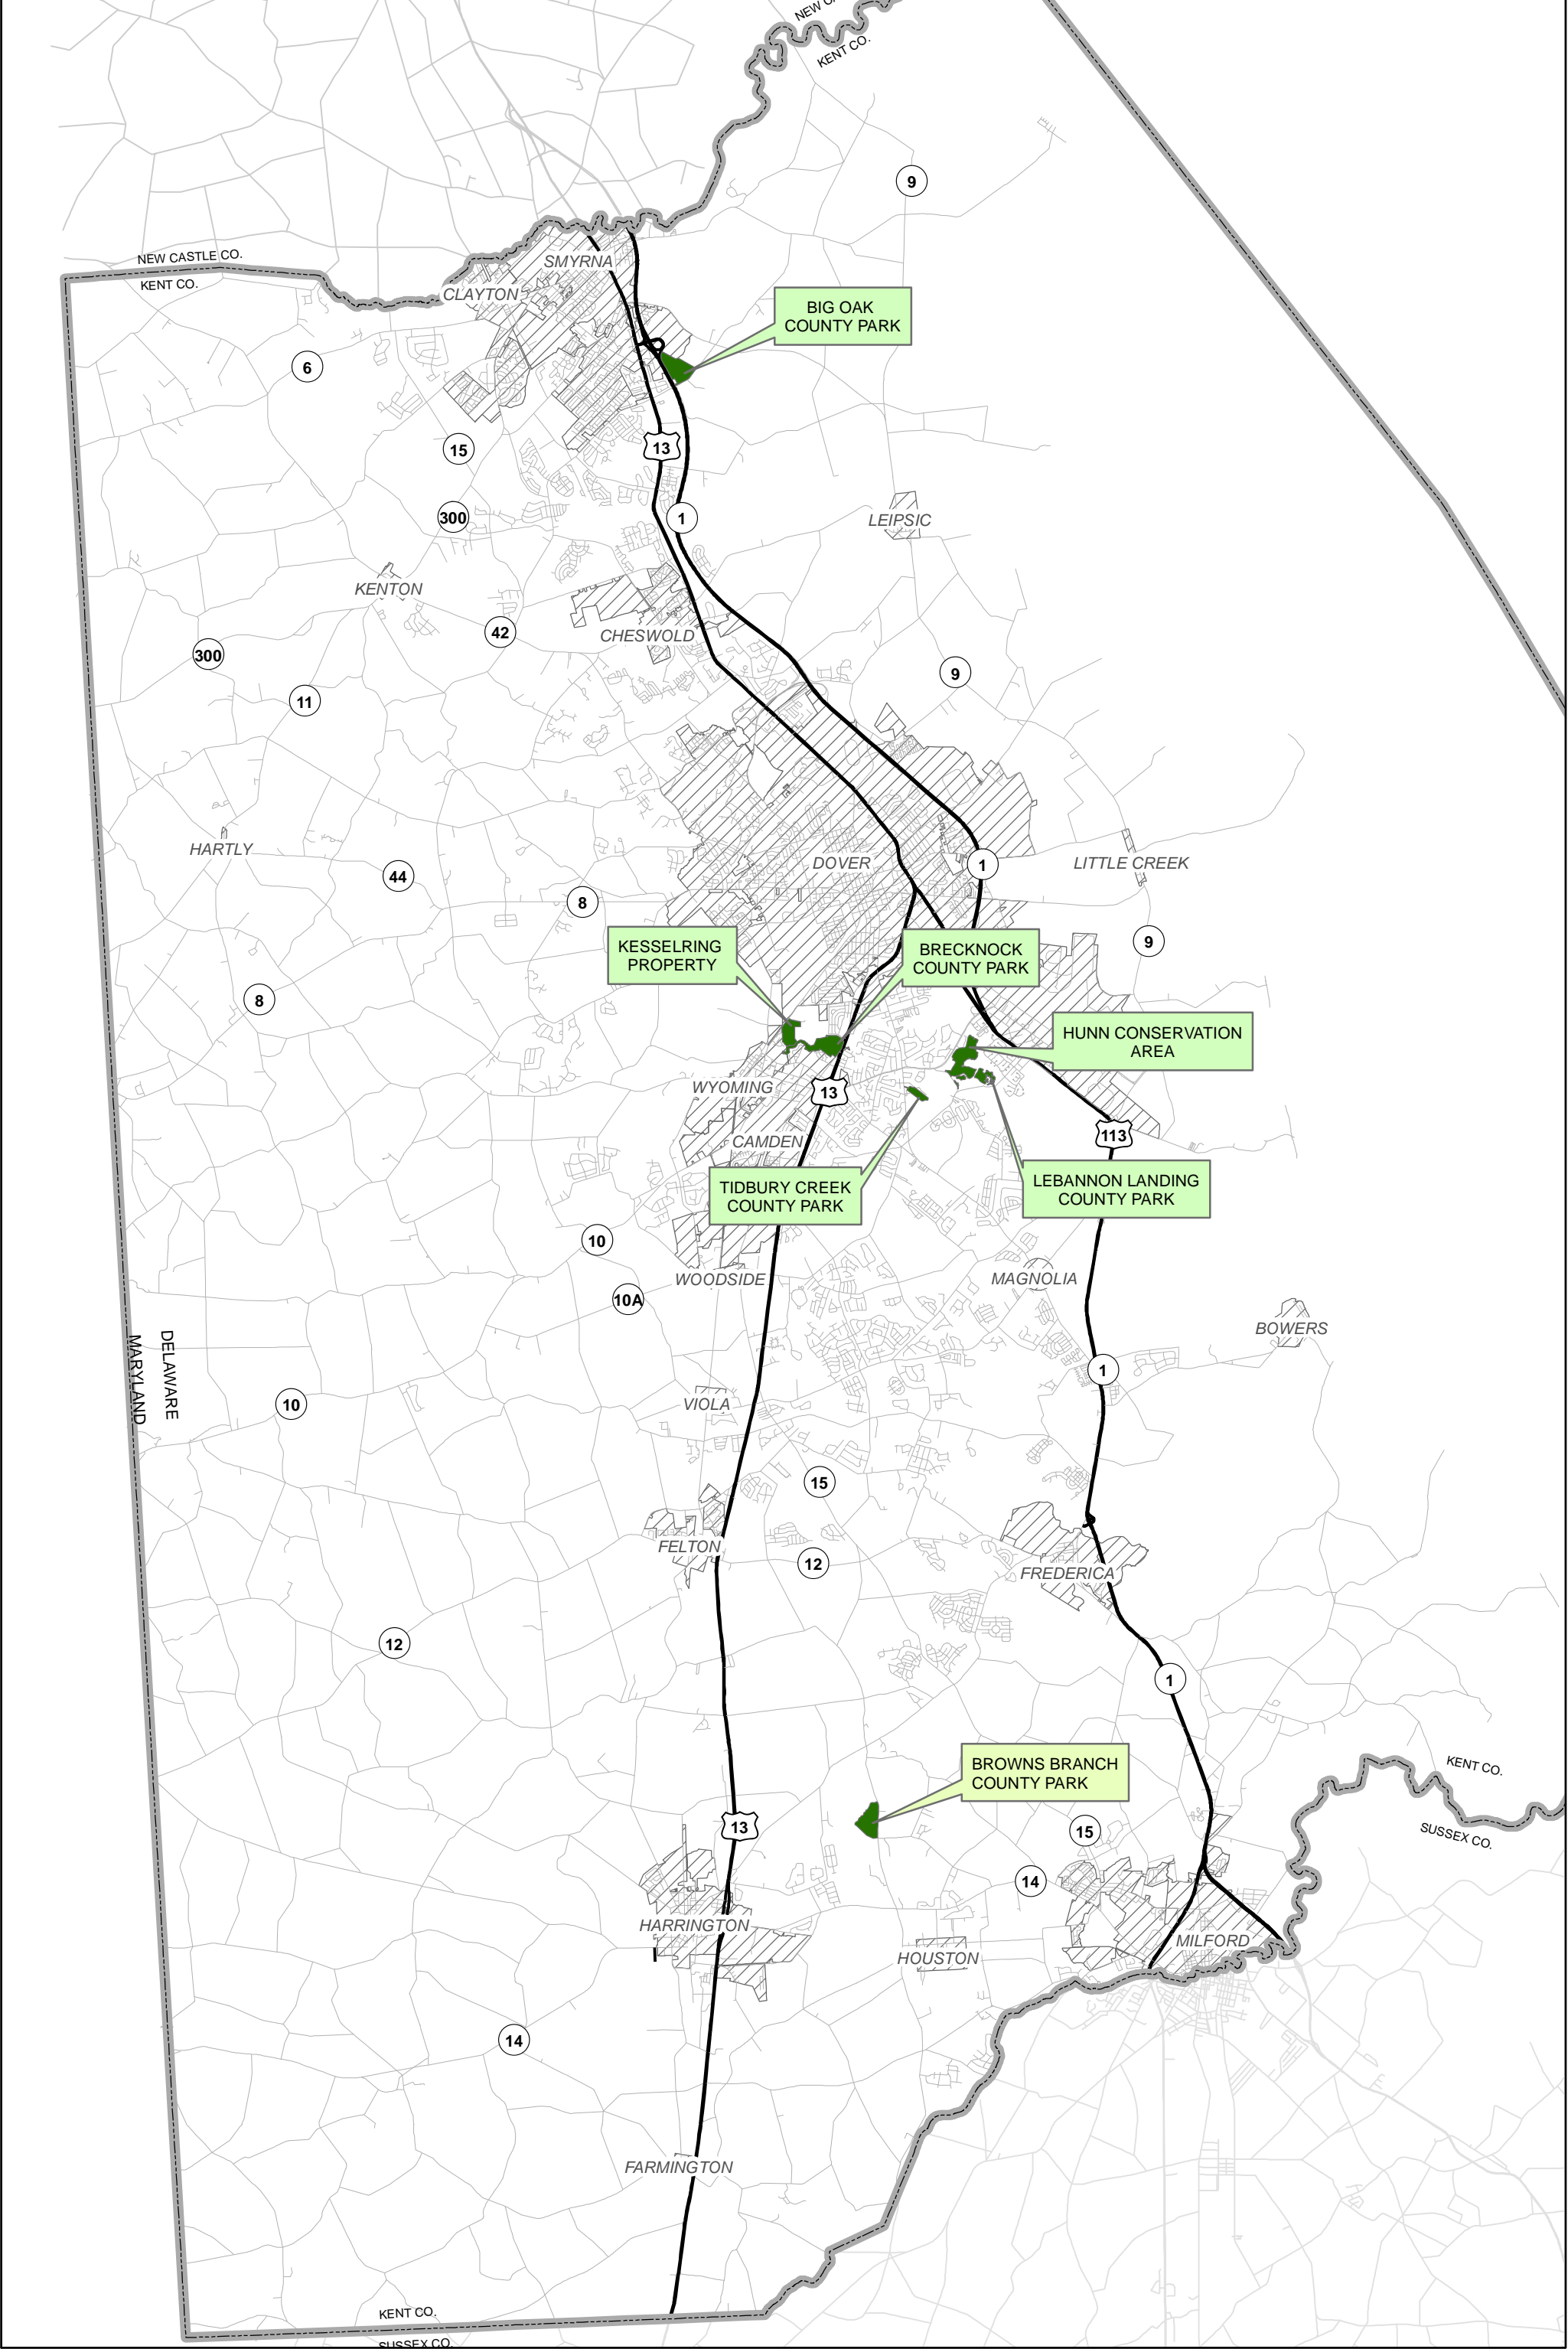 NEW C
KENT CO.
9
NEW CASTLE CO.
KENT CO.
SMYRNA
CLAYTON
BIG OAK
COUNTY PARK
6
15
13
300
1
LEIPSIC
KENTON
42
CHESWOLD
300
9
11
HARTLY
DOVER
1
LITTLE CREEK
44
8
9
KESSELRING
PROPERTY
BRECKNOCK
COUNTY PARK
8
HUNN CONSERVATION
AREA
WYOMING
13
113
CAMDEN
TIDBURY CREEK
COUNTY PARK
LEBANNON LANDING
COUNTY PARK
10
WOODSIDE
MAGNOLIA
10A
BOWERS
DELAWARE
MARYLAND
1
10
VIOLA
15
FELTON
12
FREDERICA
12
1
BROWNS BRANCH
COUNTY PARK
KENT CO.
SUSSEX CO.
13
15
14
HARRINGTON
HOUSTON
MILFORD
14
FARMINGTON
KENT CO.
SUSSEX CO.